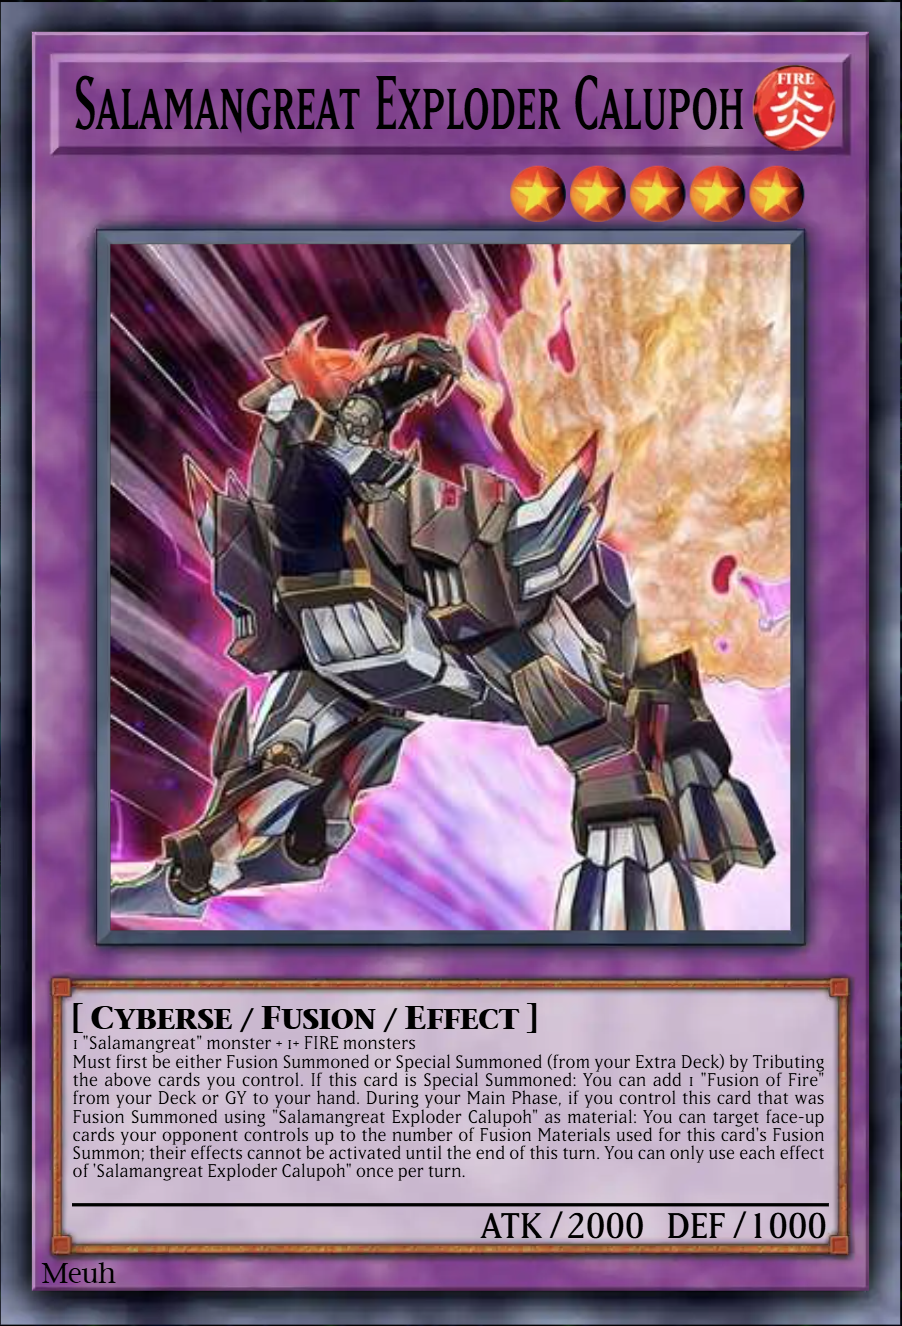 Salamangreat Exploder Calupoh
FIRE
炎
[ Cyberse / Fusion / Effect ]
1 "Salamangreat" monster + 1+ FIRE monsters
Must first be either Fusion Summoned or Special Summoned (from your Extra Deck) by Tributing
the above cards you control. If this card is Special Summoned: You can add 1 "Fusion of Fire"
from your Deck or GY to your hand. During your Main Phase, if you control this card that was
Fusion Summoned using "Salamangreat Exploder Calupoh" as material: You can target face-up
cards your opponent controls up to the number of Fusion Materials used for this card's Fusion
Summon; their effects cannot be activated until the end of this turn. You can only use each effect
of 'Salamangreat Exploder Calupoh" once per turn.
ATK / 2000 DEF / 1000
Meuh